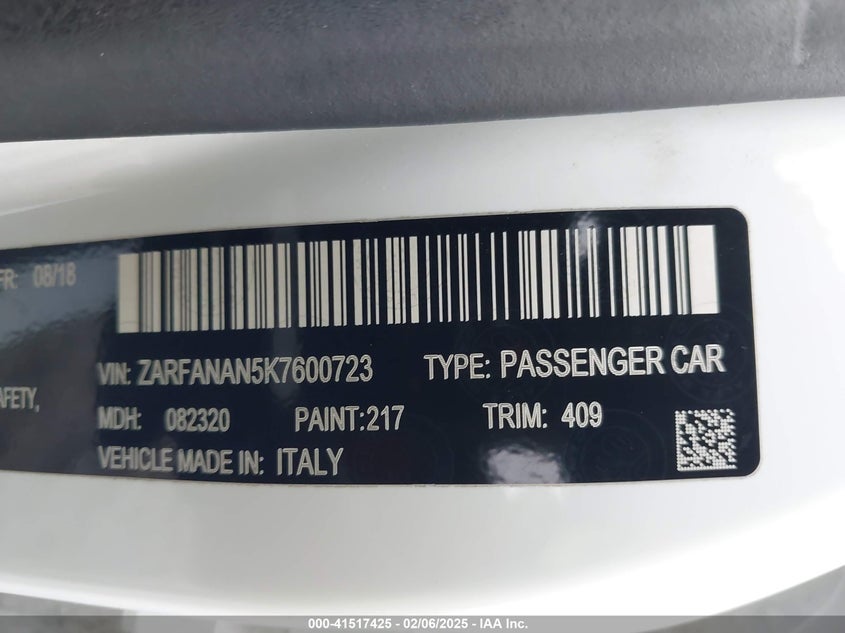 FR: 08/18
VIN: ZARFANAN5K7600723 TYPE: PASSENGER CAR
AFETY,
MDH: 082320 PAINT:217 TRIM: 409
VEHICLE MADE IN: ITALY
000-41517425 - 02/06/2025 - IAA Inc.